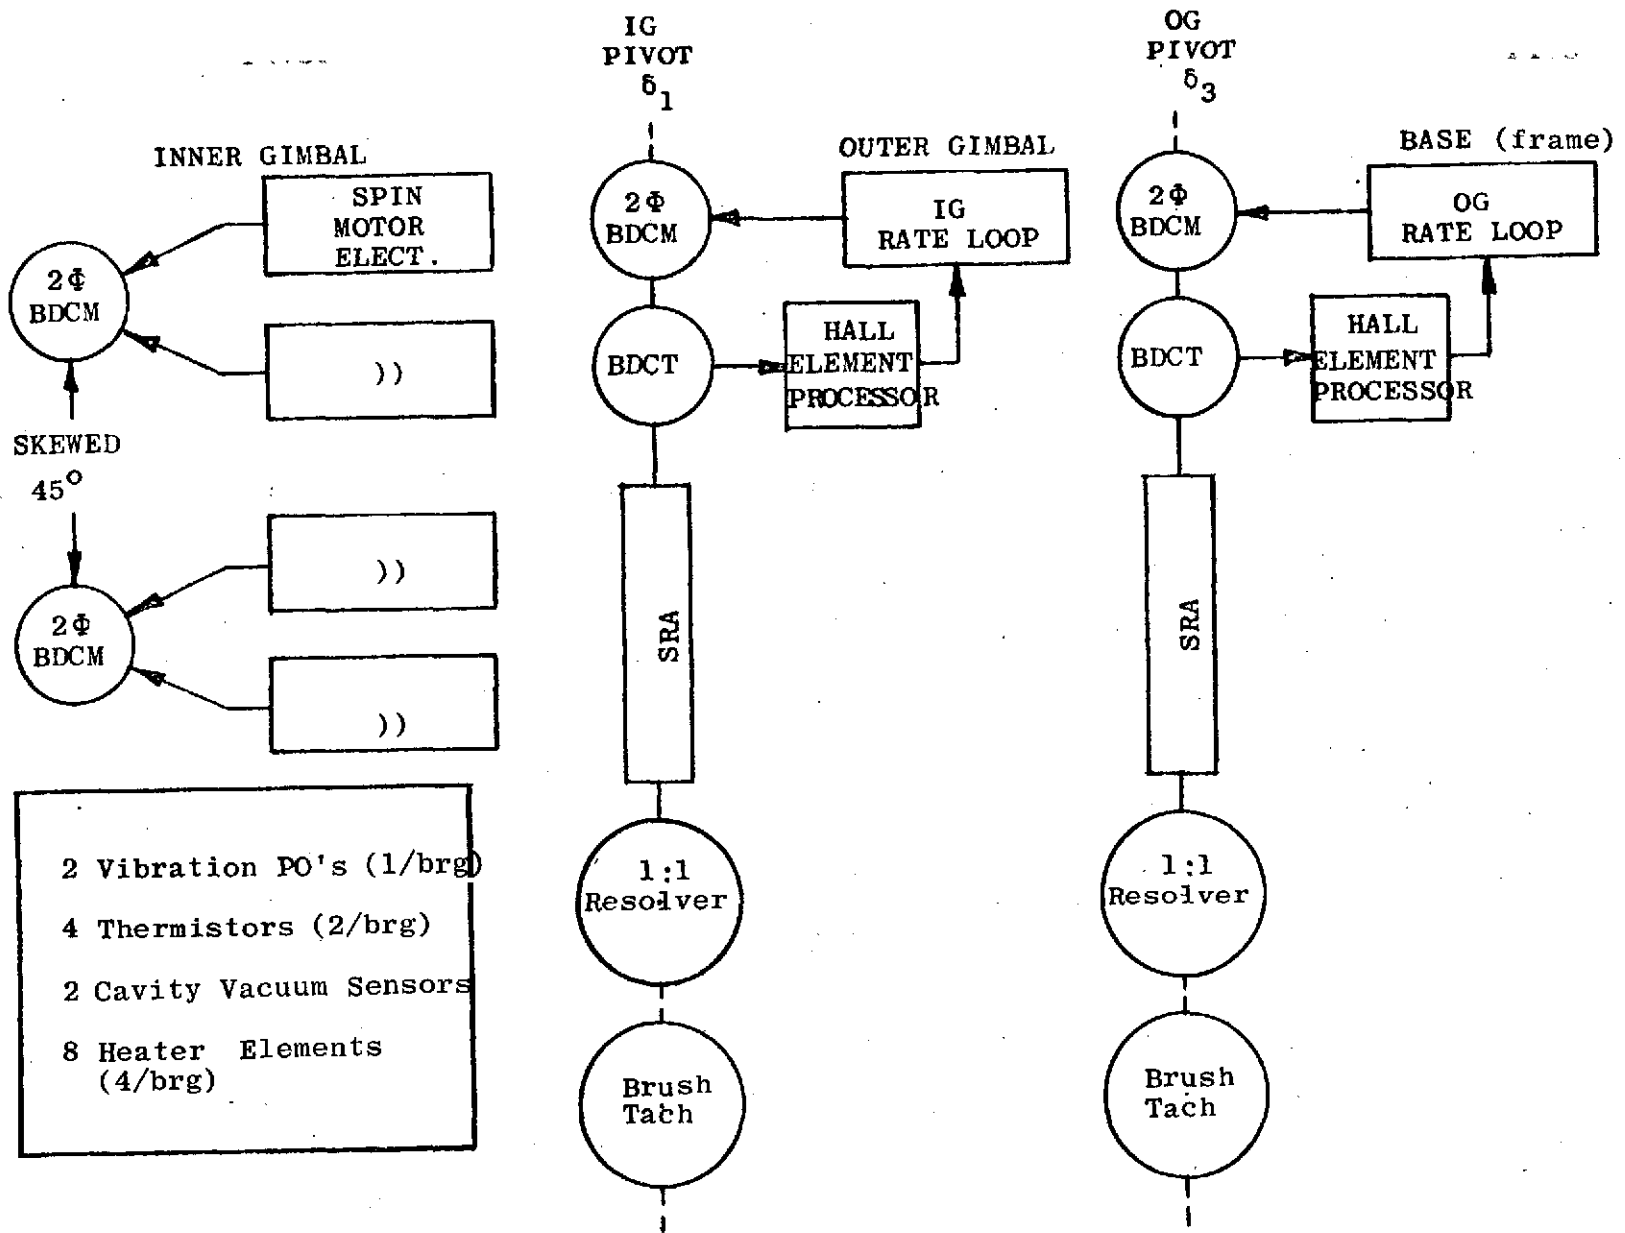 INNER GIMBAL
SPIN
MOTOR
ELECT.
2Φ
BDCM
))
SKEWED
45°
))
2Φ
BDCM
))
2 Vibration PO's (1/brg)
4 Thermistors (2/brg)
2 Cavity Vacuum Sensors
8 Heater Elements
(4/brg)
IG
PIVOT
δ1
OUTER GIMBAL
2Φ
BDCM
IG
RATE LOOP
BDCT
HALL
ELEMENT
PROCESSOR
SRA
1:1
Resolver
Brush
Tach
OG
PIVOT
δ3
BASE (frame)
2Φ
BDCM
OG
RATE LOOP
BDCT
HALL
ELEMENT
PROCESSOR
SRA
1:1
Resolver
Brush
Tach